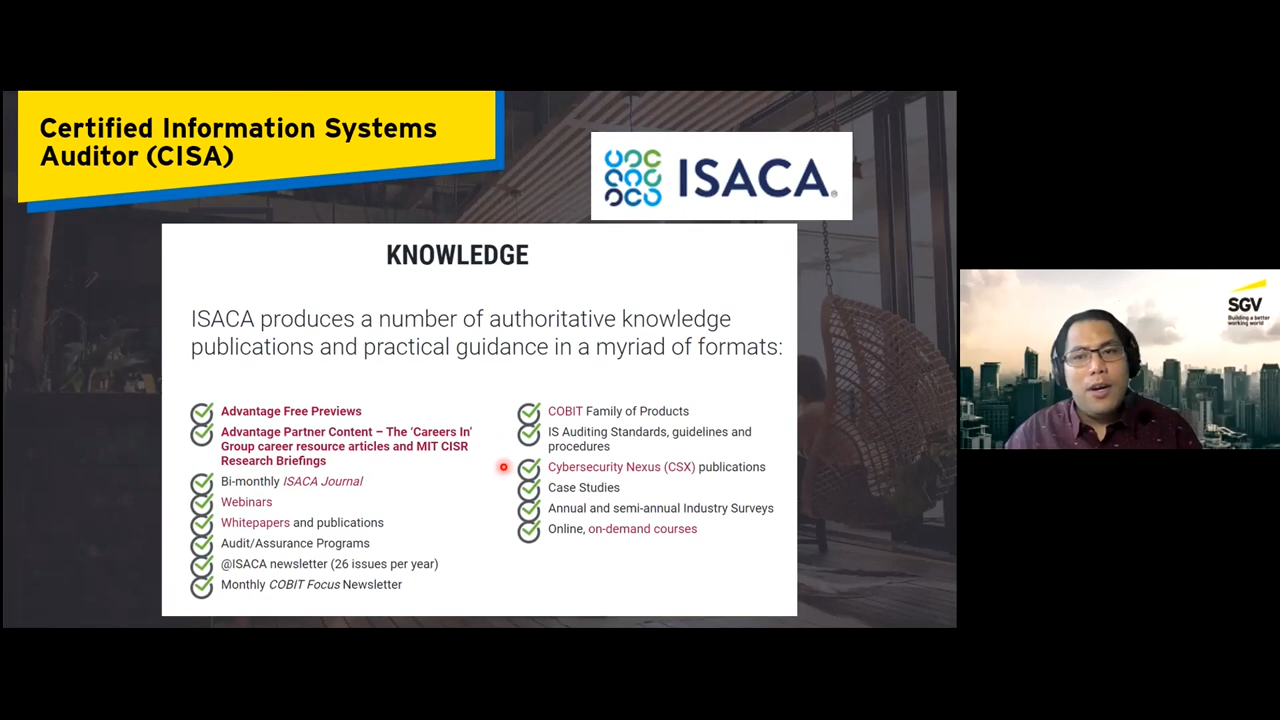 Certified Information Systems
Auditor (CISA)
ISACA®
KNOWLEDGE
ISACA produces a number of authoritative knowledge
publications and practical guidance in a myriad of formats:
Advantage Free Previews
Advantage Partner Content – The ‘Careers In’
Group career resource articles and MIT CISR
Research Briefings
Bi-monthly ISACA Journal
Webinars
Whitepapers and publications
Audit/Assurance Programs
@ISACA newsletter (26 issues per year)
Monthly COBIT Focus Newsletter
COBIT Family of Products
IS Auditing Standards, guidelines and
procedures
Cybersecurity Nexus (CSX) publications
Case Studies
Annual and semi-annual Industry Surveys
Online, on-demand courses
SGV
Building a better
working world